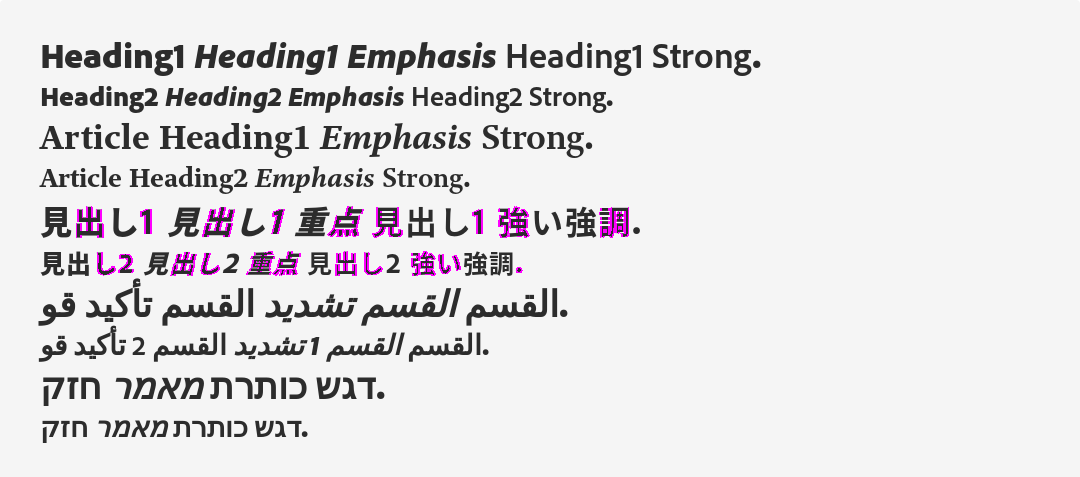 Heading1 Heading1 Emphasis Heading1 Strong.
Heading2 Heading2 Emphasis Heading2 Strong.
Article Heading1 Emphasis Strong.
Article Heading2 Emphasis Strong.
見出し1 見出し1 重点 見出し1 強い強調.
見出し2 見出し2 重点 見出し2 強い強調.
القسم القسم تشديد القسم تأكيد قو.
القسم القسم 1 تشديد القسم 2 تأكيد قو.
דגש כותרת מאמר חזק.
דגש כותרת מאמר חזק.